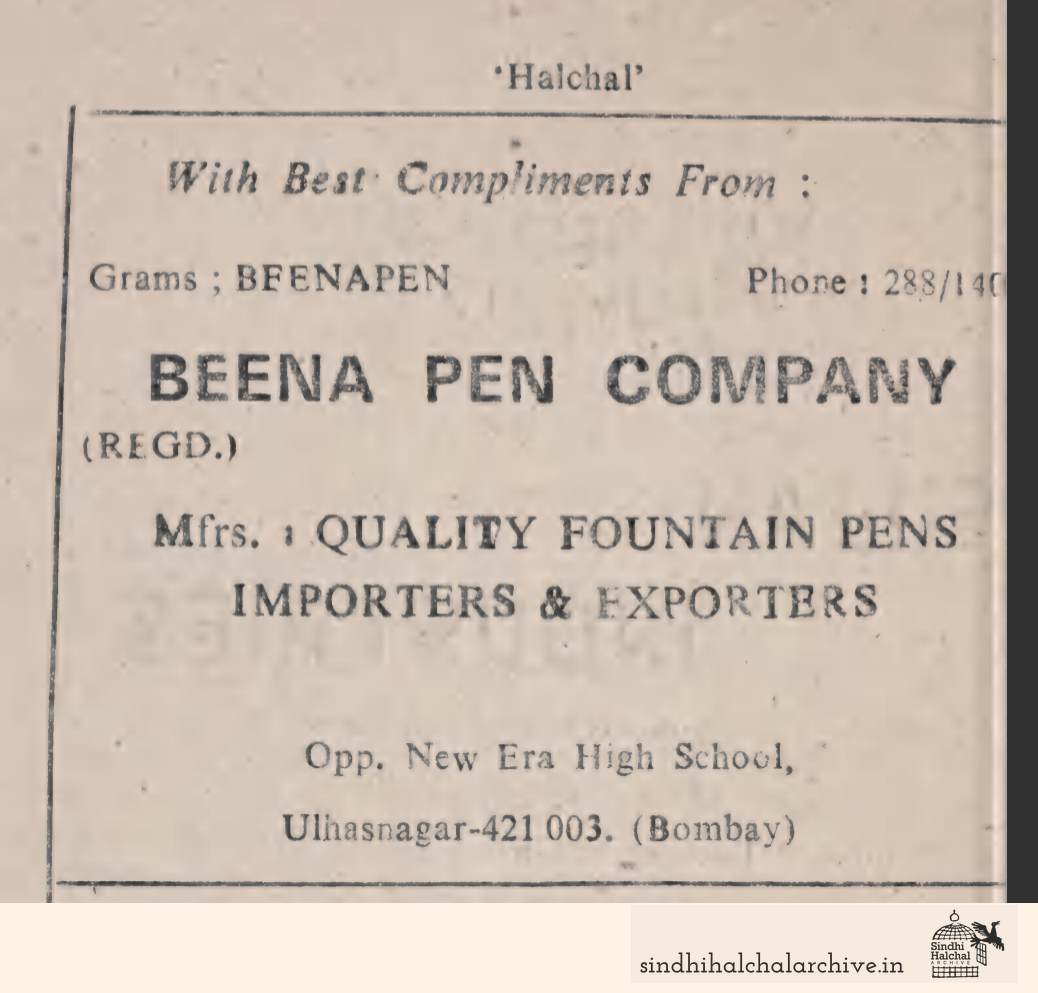 'Halchal'
With Best Compliments From :
Grams ; BEENAPEN
Phone : 288/140
BEENA PEN COMPANY
(REGD.)
Mfrs. : QUALITY FOUNTAIN PENS
IMPORTERS & EXPORTERS
Opp. New Era High School,
Ulhasnagar-421 003. (Bombay)
sindhihalchalarchive.in
Sindhi
Halchal
ARCHIVE